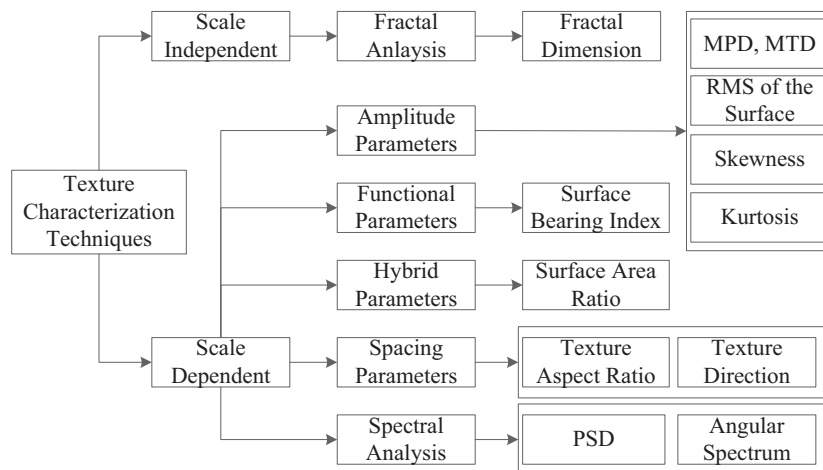 Scale
Independent
Fractal
Anlaysis
Fractal
Dimension
MPD, MTD
RMS of the
Surface
Skewness
Kurtosis
Amplitude
Parameters
Texture
Characterization
Techniques
Functional
Parameters
Surface
Bearing Index
Hybrid
Parameters
Surface Area
Ratio
Scale
Dependent
Spacing
Parameters
Texture
Aspect Ratio
Texture
Direction
Spectral
Analysis
PSD
Angular
Spectrum